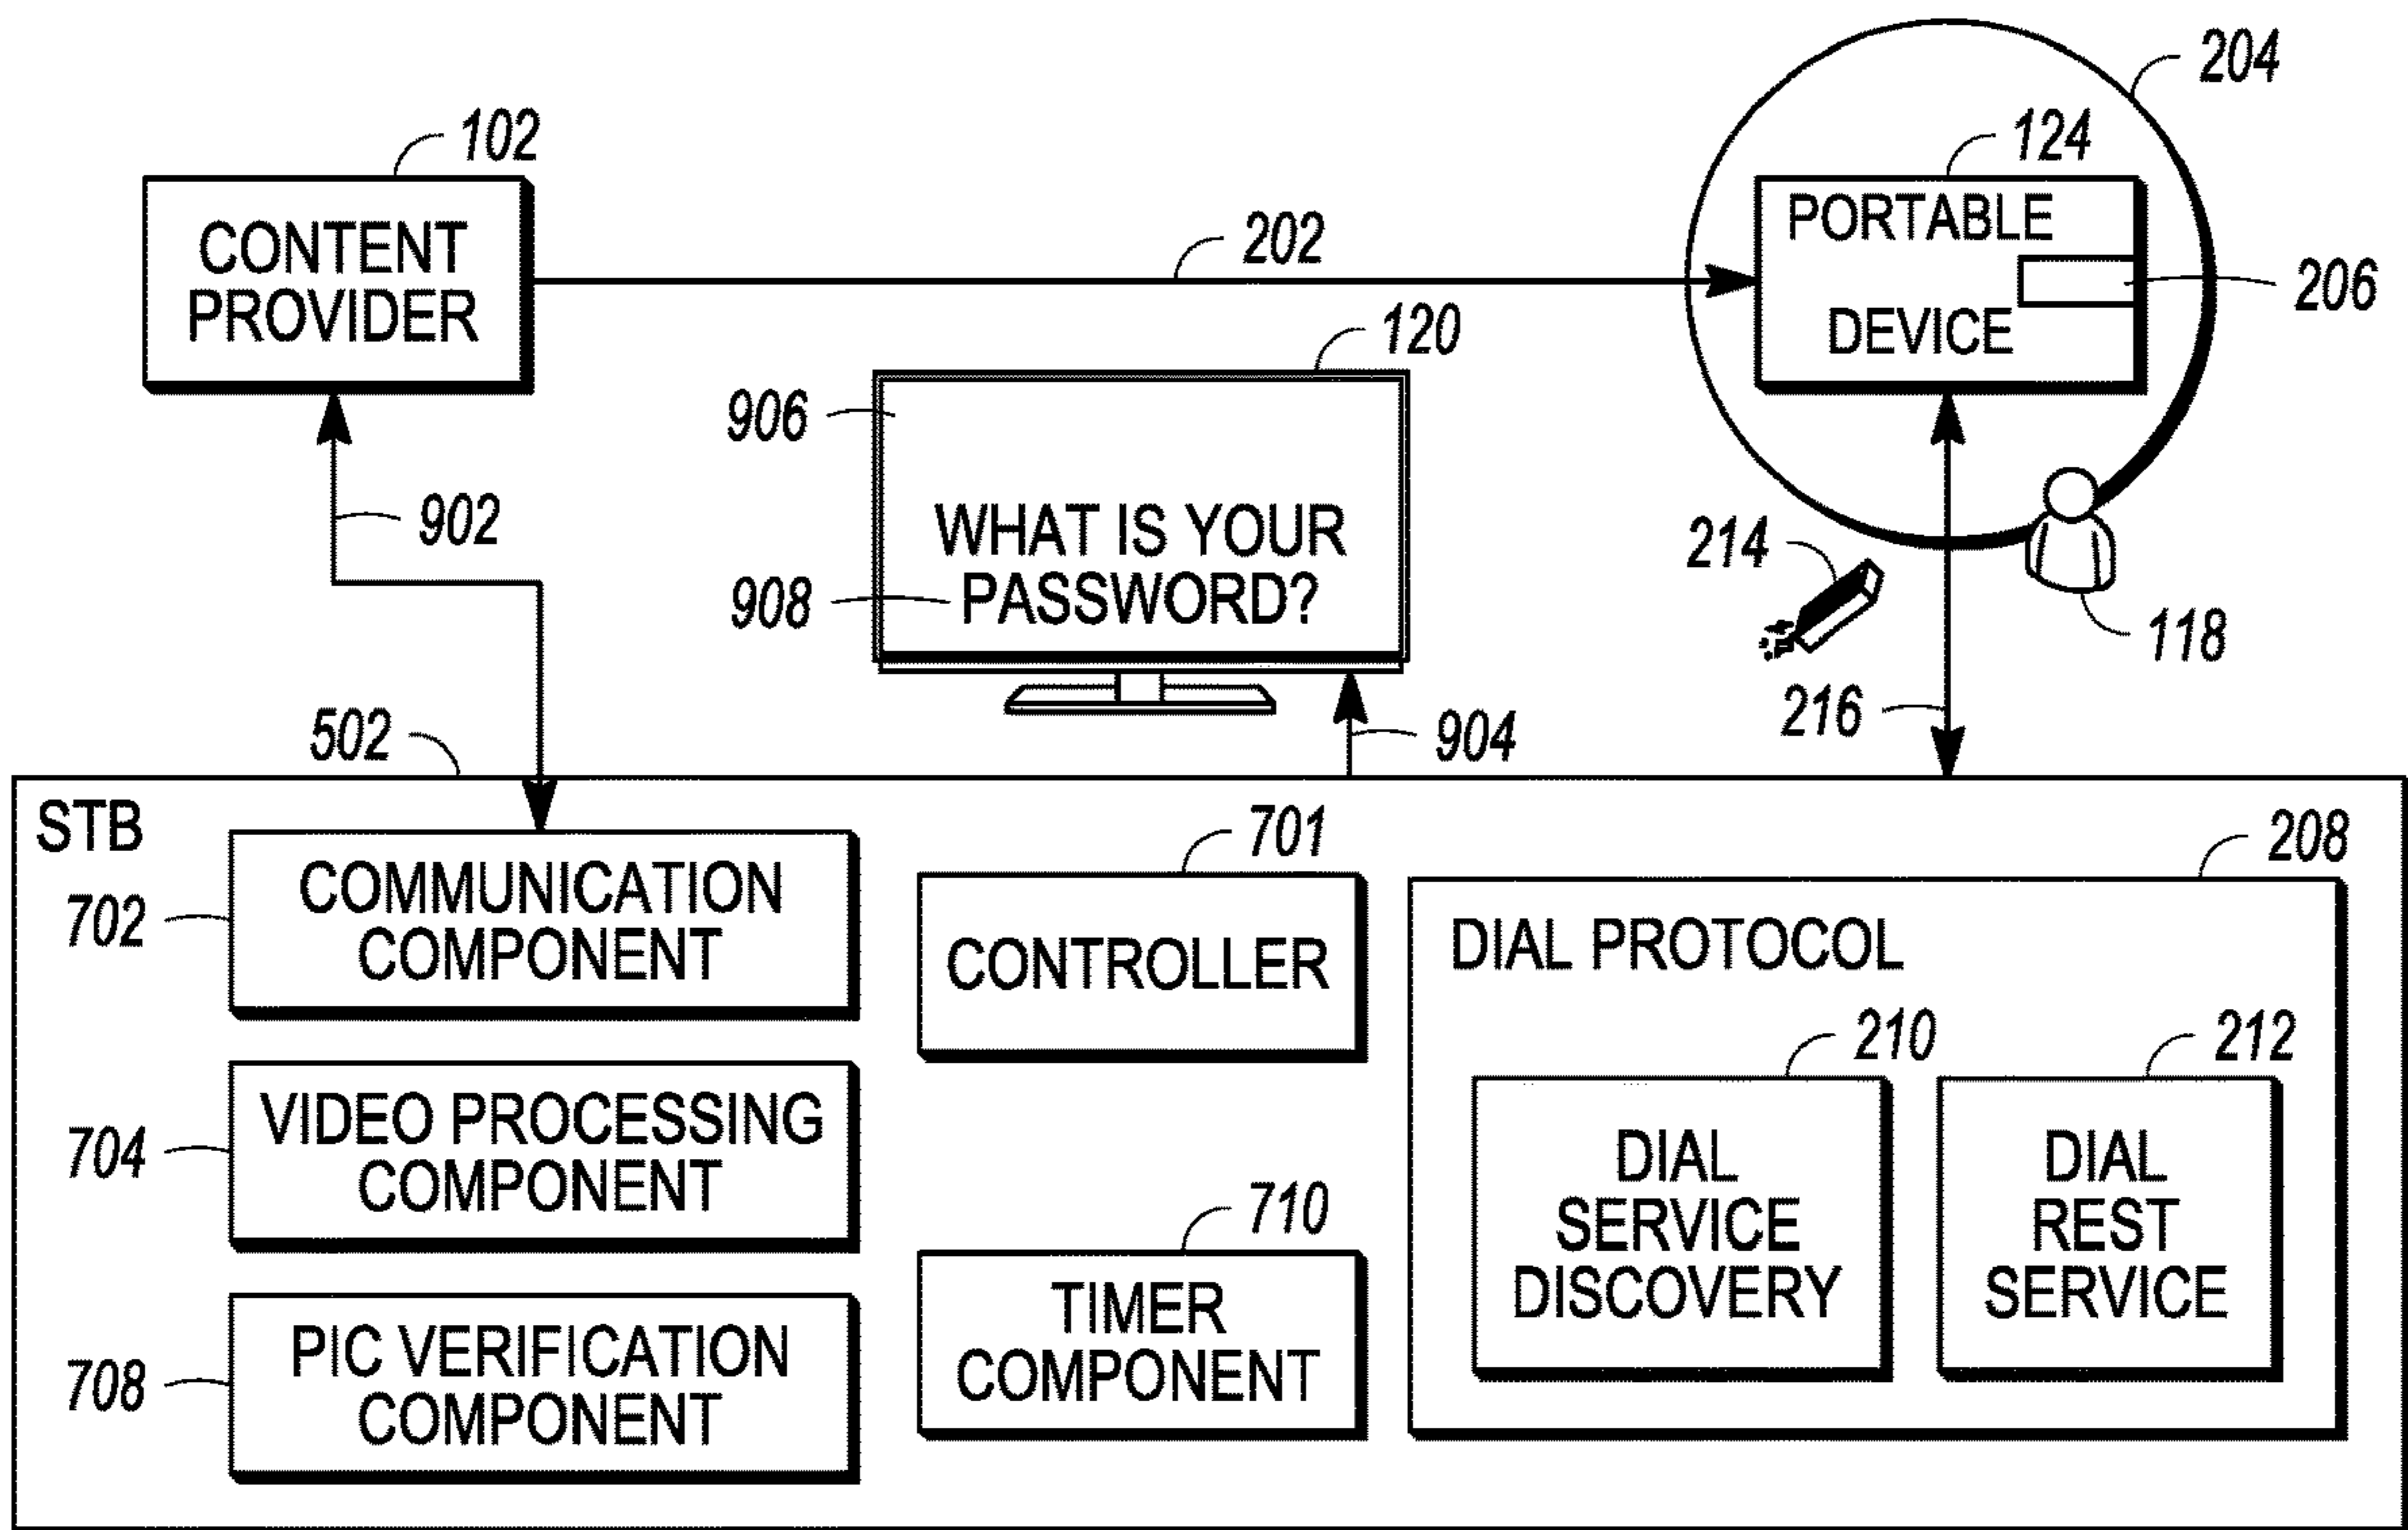 204
102
124
CONTENT
PROVIDER
202
PORTABLE
DEVICE
206
120
906
WHAT IS YOUR
PASSWORD?
908
902
214
118
216
502
904
STB
701
208
702
COMMUNICATION
COMPONENT
CONTROLLER
DIAL PROTOCOL
210
212
704
VIDEO PROCESSING
COMPONENT
DIAL
SERVICE
DISCOVERY
DIAL
REST
SERVICE
710
708
PIC VERIFICATION
COMPONENT
TIMER
COMPONENT